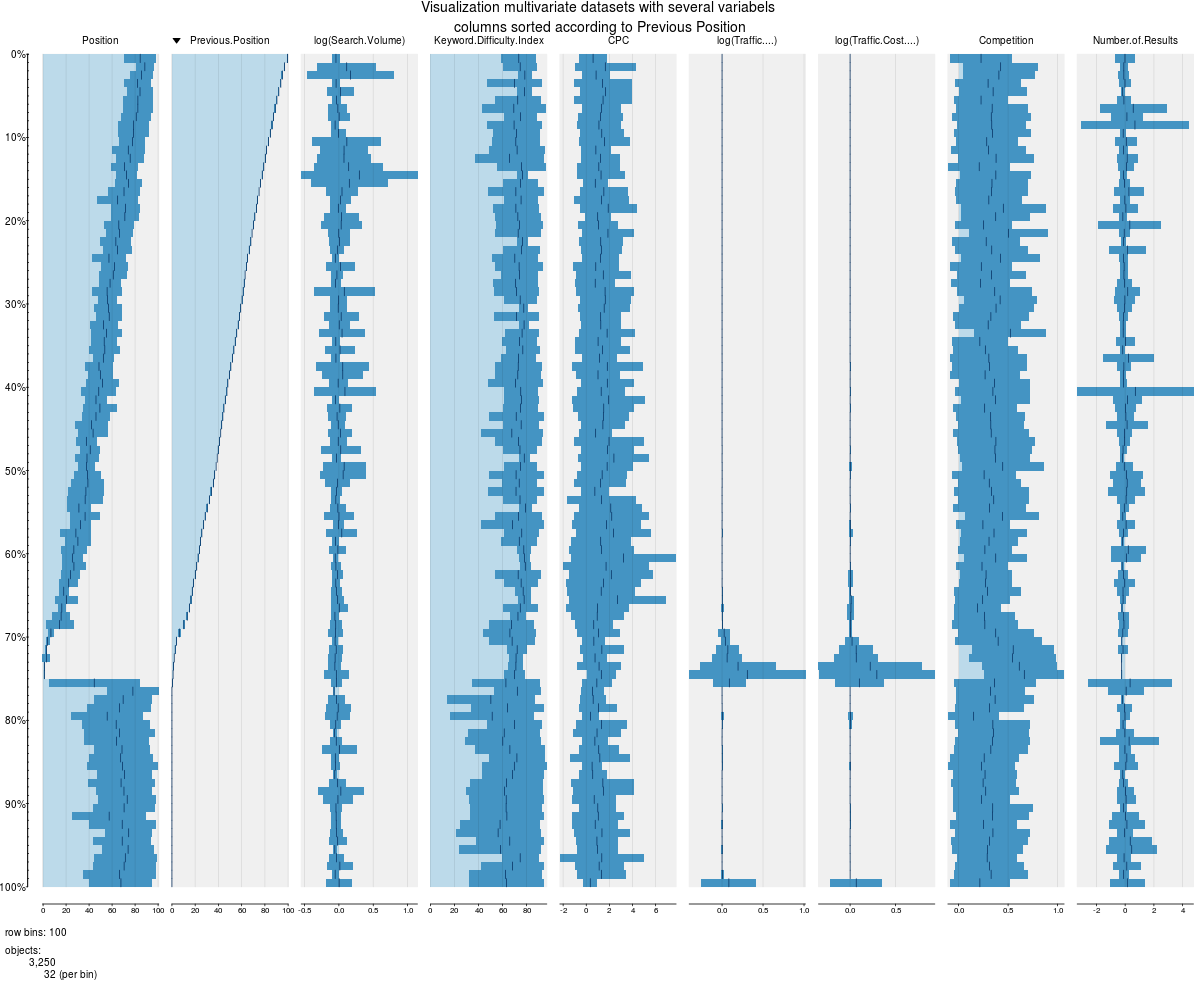 Visualization multivariate datasets with several variabels
columns sorted according to Previous Position
Position Previous.Position log(Search.Volume) Keyword.Difficulty.Index CPC log(Traffic....) log(Traffic.Cost....) Competition Number.of.Results
0%
10%
20%
30%
40%
50%
60%
70%
80%
90%
100%
0 20 40 60 80 100 0 20 40 60 80 100 -0.5 0.0 0.5 1.0 0 20 40 60 80 100 -2 0 2 4 6 0.0 0.5 1.0 0.0 0.5 0.0 0.5 1.0 -2 0 2 4
row bins: 100
objects:
3,250
32 (per bin)